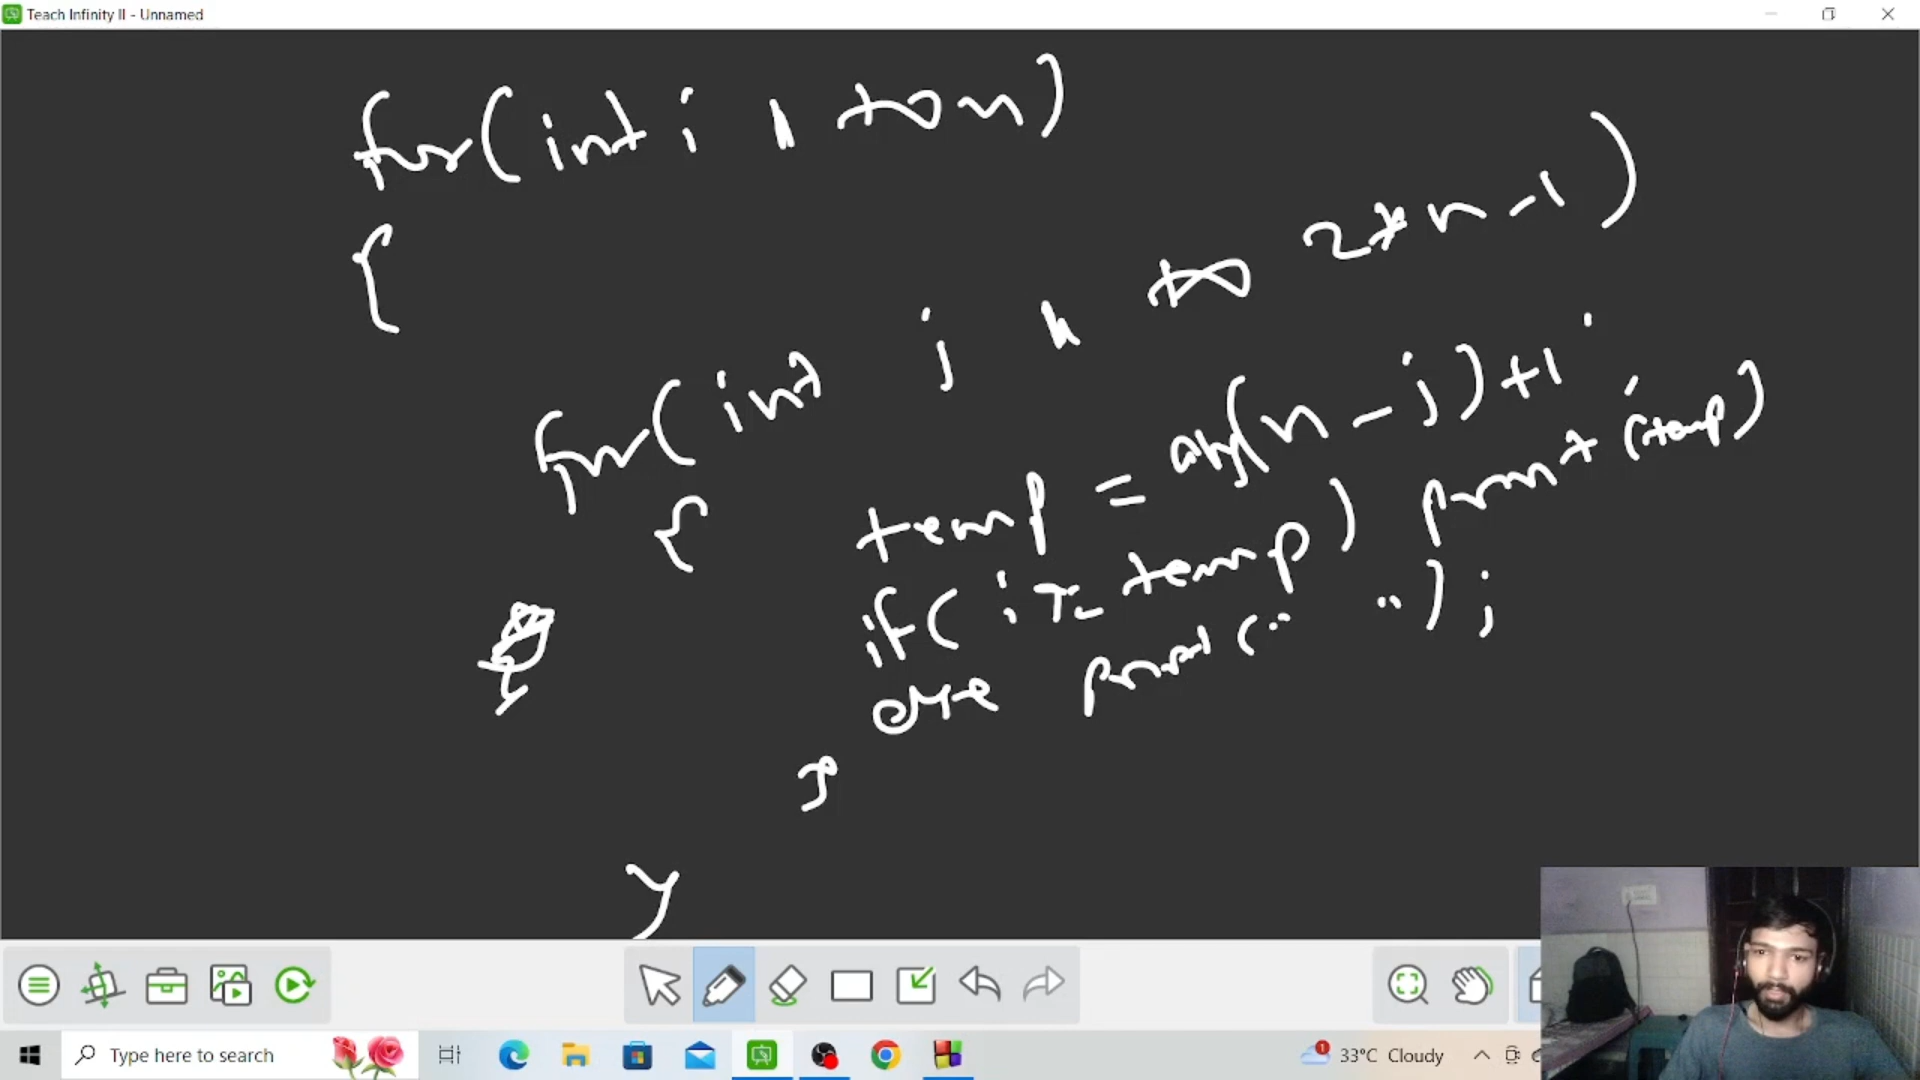 Teach Infinity II - Unnamed
for(int i 1 to n)
{
for(int j 1 to 2*n-1)
{
temp = abs(n-j)+1;
if(i>=temp) print(temp)
else print(" ");
}
}
Type here to search
1
33°C Cloudy